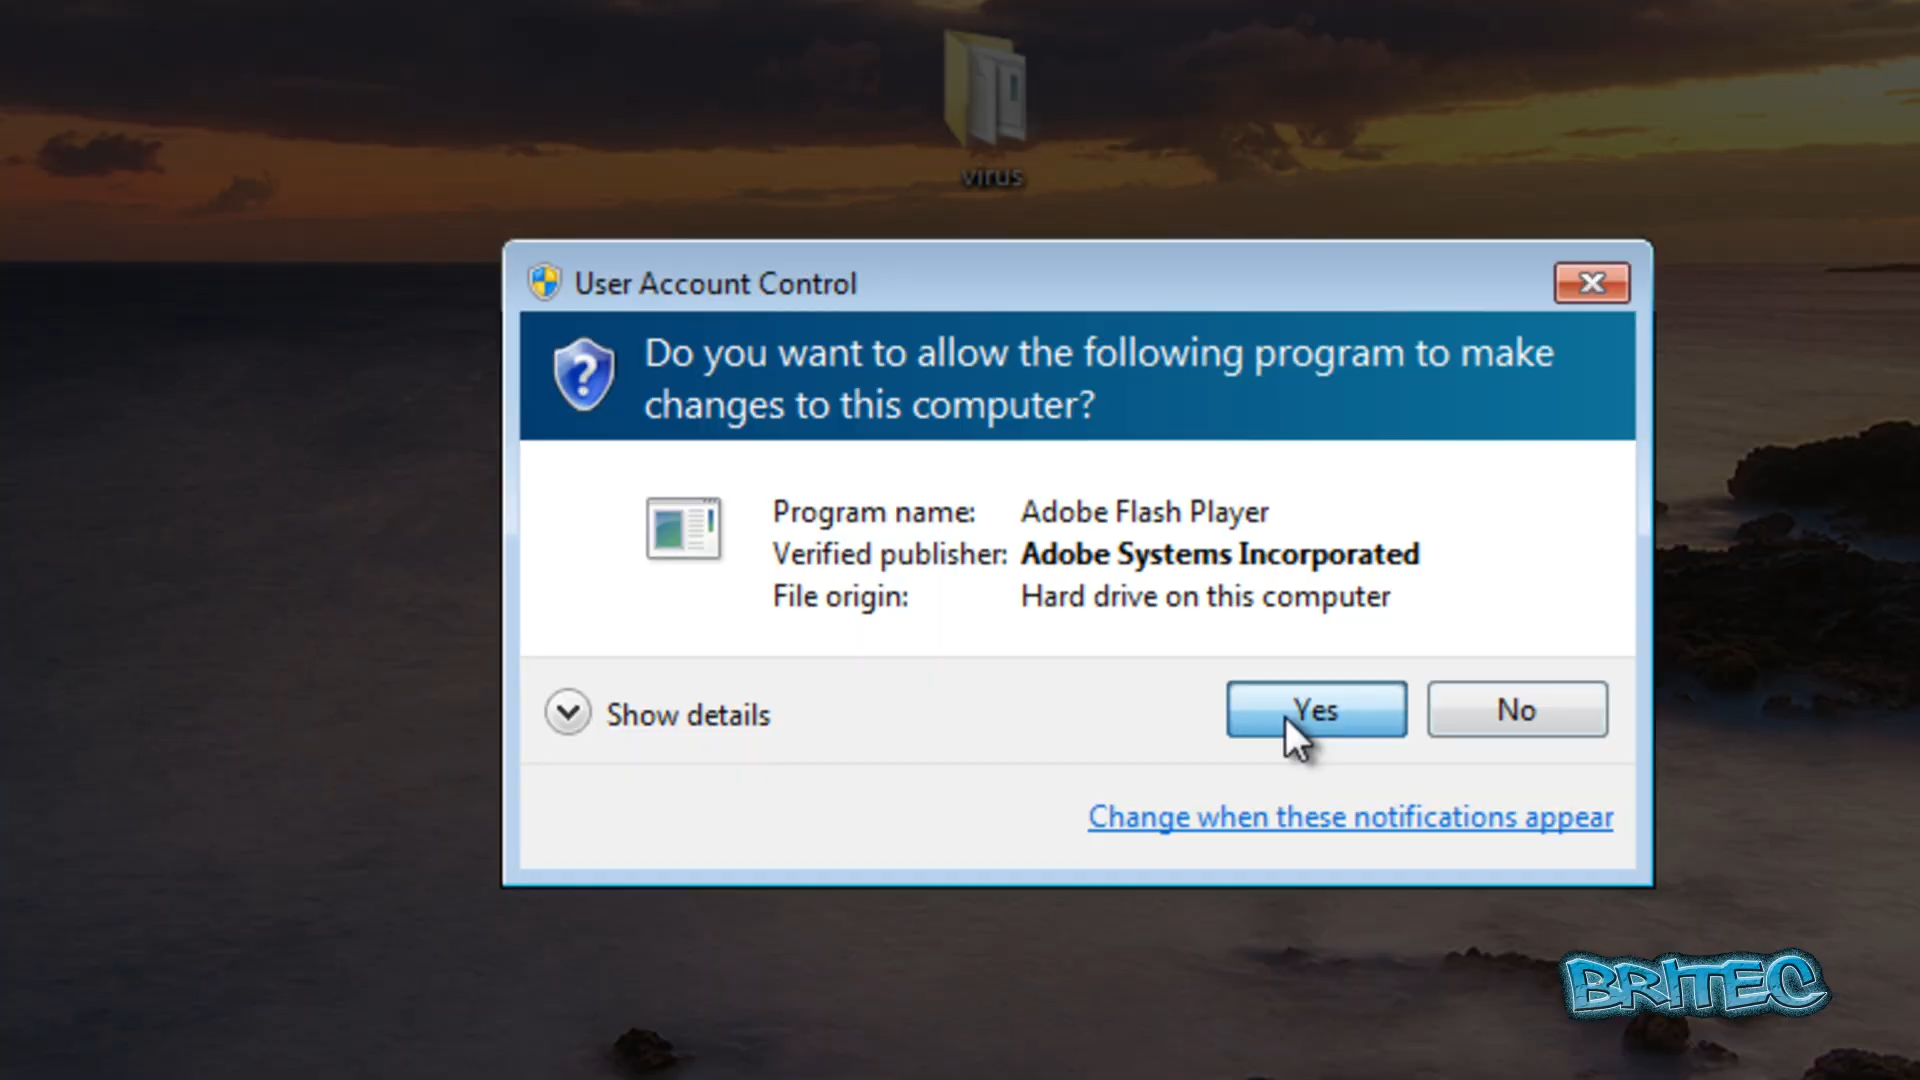 virus
User Account Control
Do you want to allow the following program to make
changes to this computer?
Program name: Adobe Flash Player
Verified publisher: Adobe Systems Incorporated
File origin: Hard drive on this computer
Show details
Yes
No
Change when these notifications appear
BRITEC